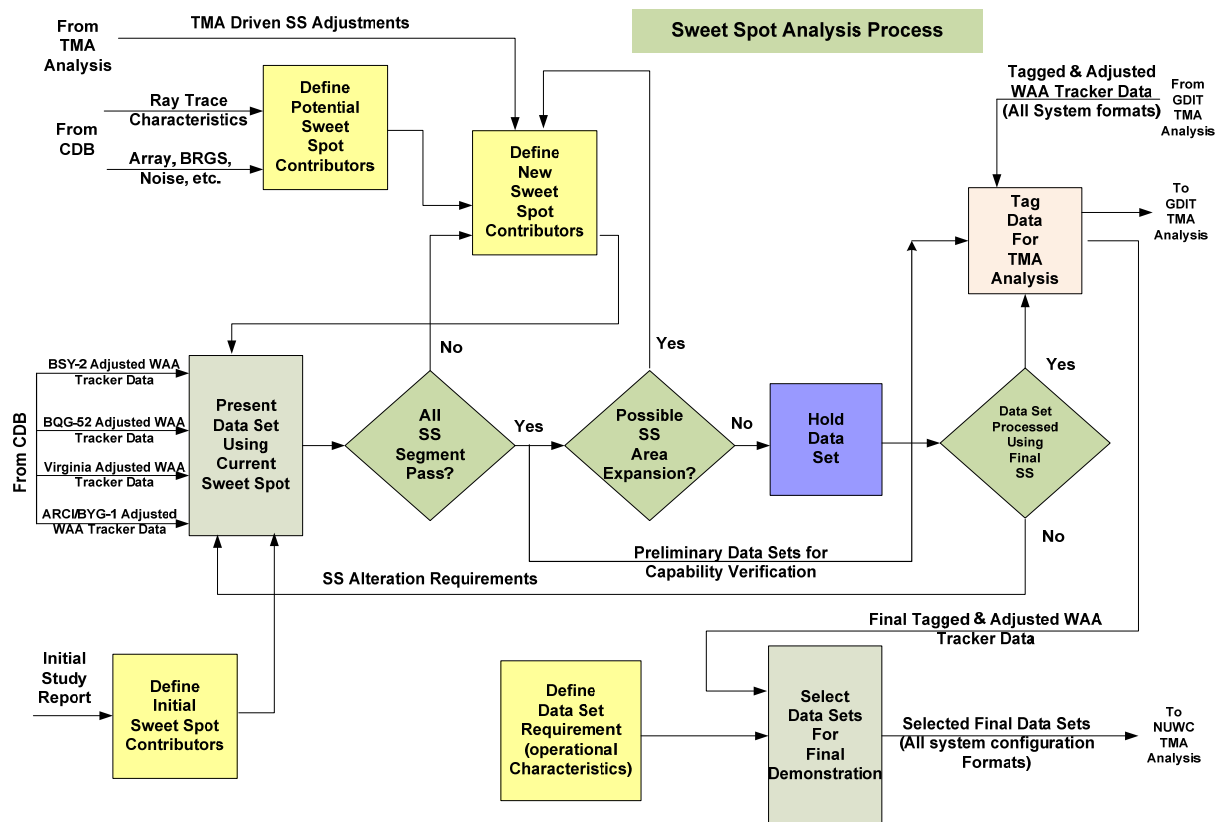 Sweet Spot Analysis Process
From
TMA
Analysis
TMA Driven SS Adjustments
From CDB
Ray Trace
Characteristics
Array, BRGS,
Noise, etc.
Define
Potential
Sweet
Spot
Contributors
Define
New
Sweet
Spot
Contributors
Tagged & Adjusted
WAA Tracker Data
(All System formats)
From
GDIT
TMA
Analysis
Tag
Data
For
TMA
Analysis
To
GDIT
TMA
Analysis
From CDB
BSY-2 Adjusted WAA
Tracker Data
BQG-52 Adjusted WAA
Tracker Data
Virginia Adjusted WAA
Tracker Data
ARCI/BYG-1 Adjusted
WAA Tracker Data
Present
Data Set
Using
Current
Sweet Spot
No
All
SS
Segment
Pass?
Yes
Yes
Possible
SS
Area
Expansion?
No
Hold
Data
Set
Yes
Data Set
Processed
Using
Final
SS
No
Preliminary Data Sets for
Capability Verification
SS Alteration Requirements
Final Tagged & Adjusted WAA
Tracker Data
Initial
Study
Report
Define
Initial
Sweet Spot
Contributors
Define
Data Set
Requirement
(operational
Characteristics)
Select
Data Sets
For
Final
Demonstration
Selected Final Data Sets
(All system configuration
Formats)
To
NUWC
TMA
Analysis